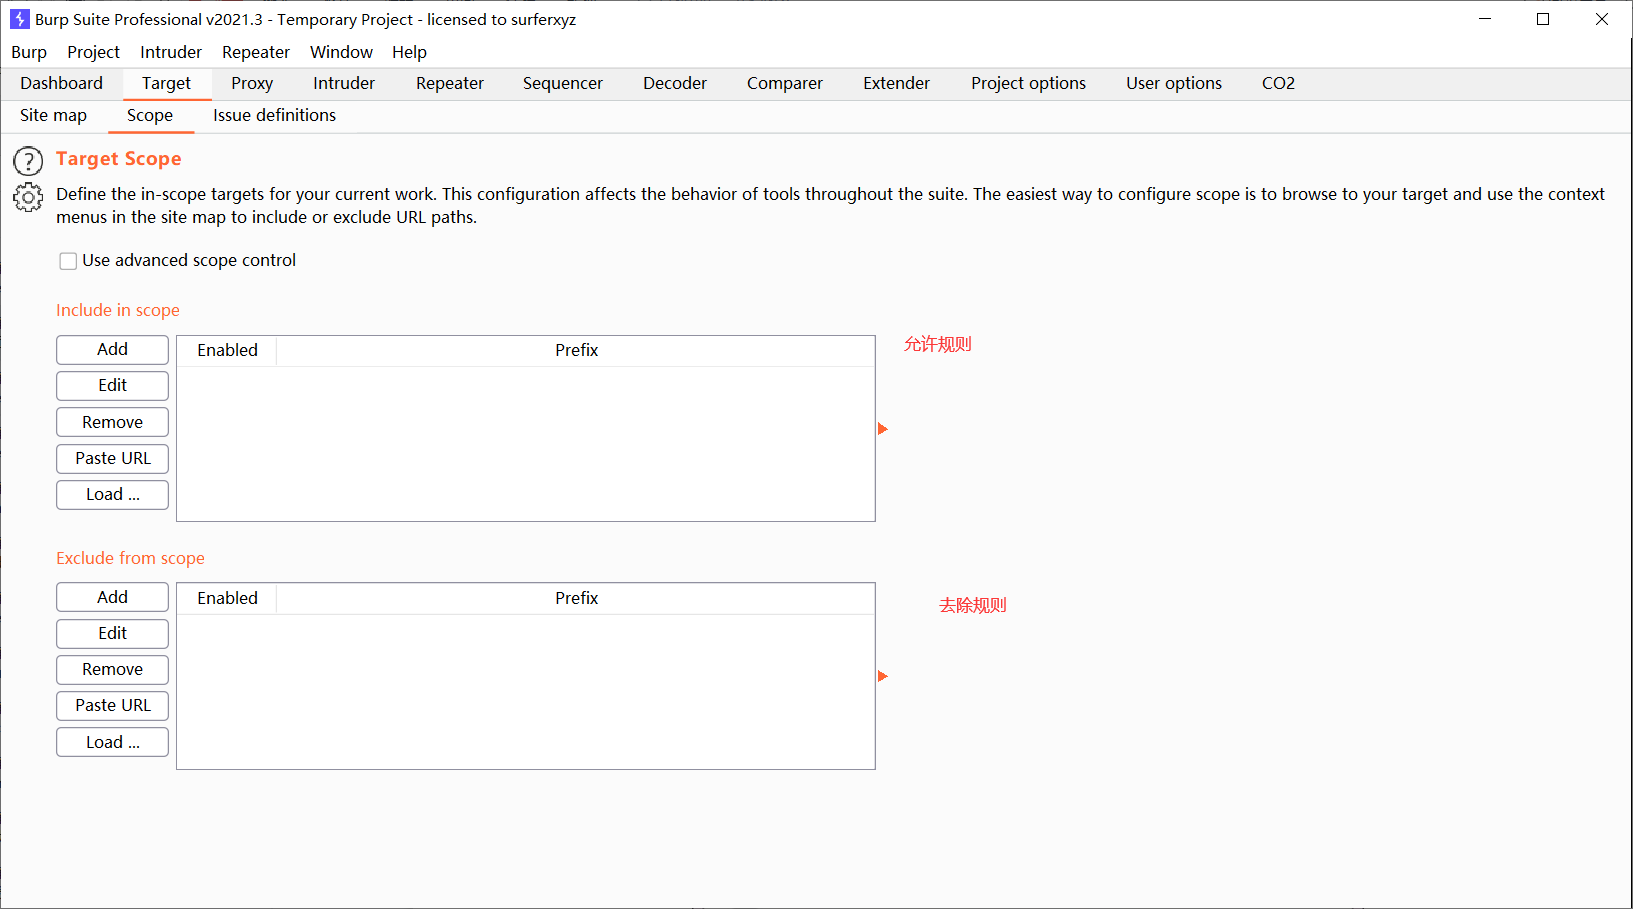 Burp Suite Professional v2021.3 - Temporary Project - licensed to surferxyz
Burp Project Intruder Repeater Window Help
Dashboard Target Proxy Intruder Repeater Sequencer Decoder Comparer Extender Project options User options CO2
Site map Scope Issue definitions
? Target Scope
Define the in-scope targets for your current work. This configuration affects the behavior of tools throughout the suite. The easiest way to configure scope is to browse to your target and use the context
menus in the site map to include or exclude URL paths.
Use advanced scope control
Include in scope
Add Enabled Prefix 允许规则
Edit
Remove
Paste URL
Load ...
Exclude from scope
Add Enabled Prefix 去除规则
Edit
Remove
Paste URL
Load ...